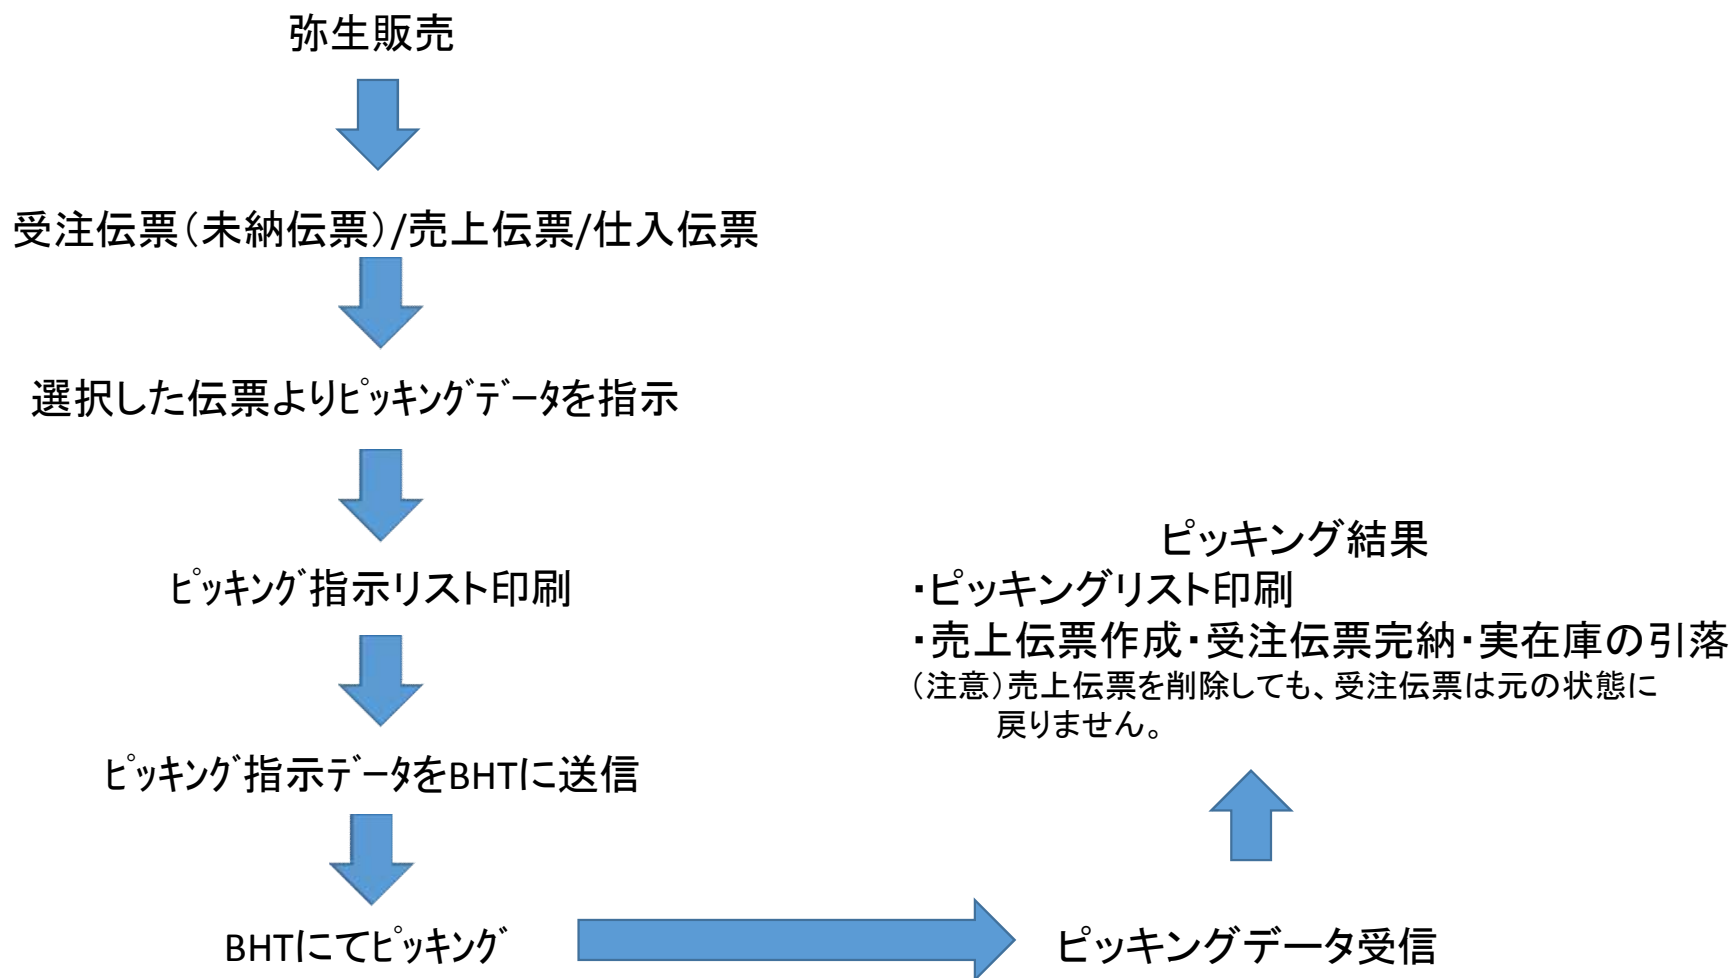 弥生販売
受注伝票（未納伝票）/売上伝票/仕入伝票
選択した伝票よりﾋﾟｯｷﾝｸﾞﾃﾞｰﾀを指示
ﾋﾟｯｷﾝｸﾞ指示リスト印刷
ﾋﾟｯｷﾝｸﾞ指示ﾃﾞｰﾀをBHTに送信
BHTにてﾋﾟｯｷﾝｸﾞ
ピッキングデータ受信
ピッキング結果
・ピッキングリスト印刷
・売上伝票作成・受注伝票完納・実在庫の引落
（注意）売上伝票を削除しても、受注伝票は元の状態に
戻りません。